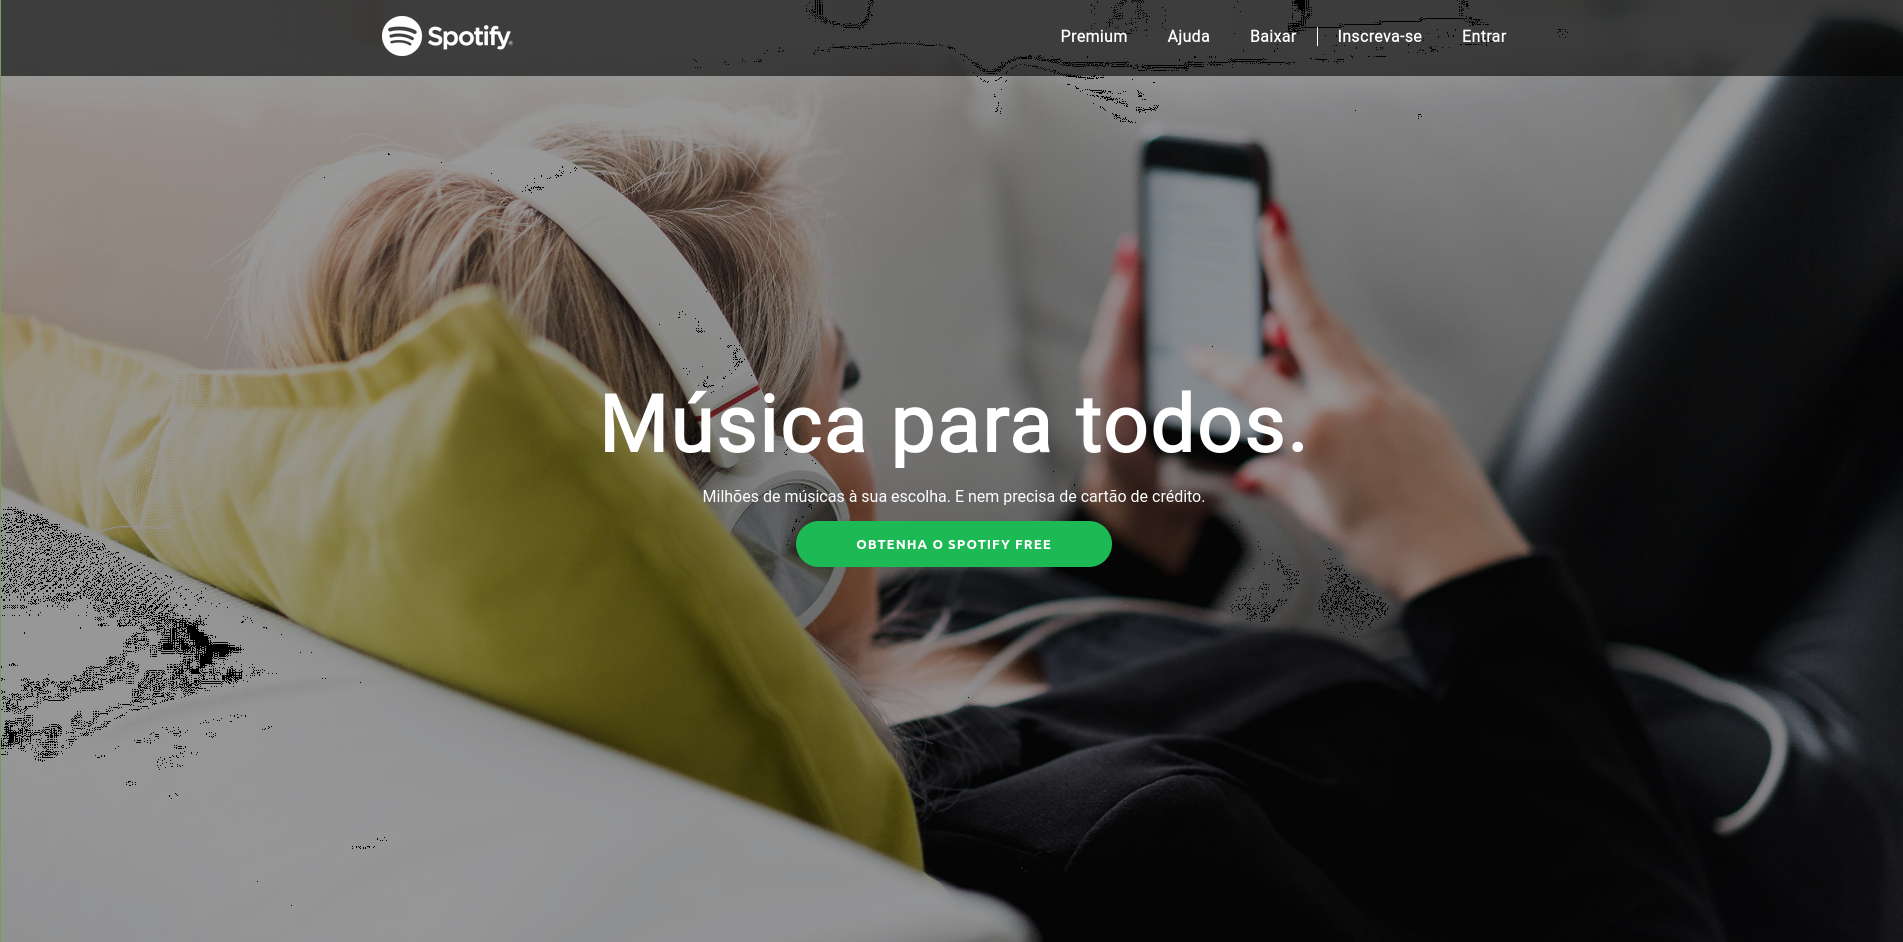 Spotify®
Premium Ajuda Baixar Inscreva-se Entrar
Música para todos.
Milhões de músicas à sua escolha. E nem precisa de cartão de crédito.
OBTENHA O SPOTIFY FREE